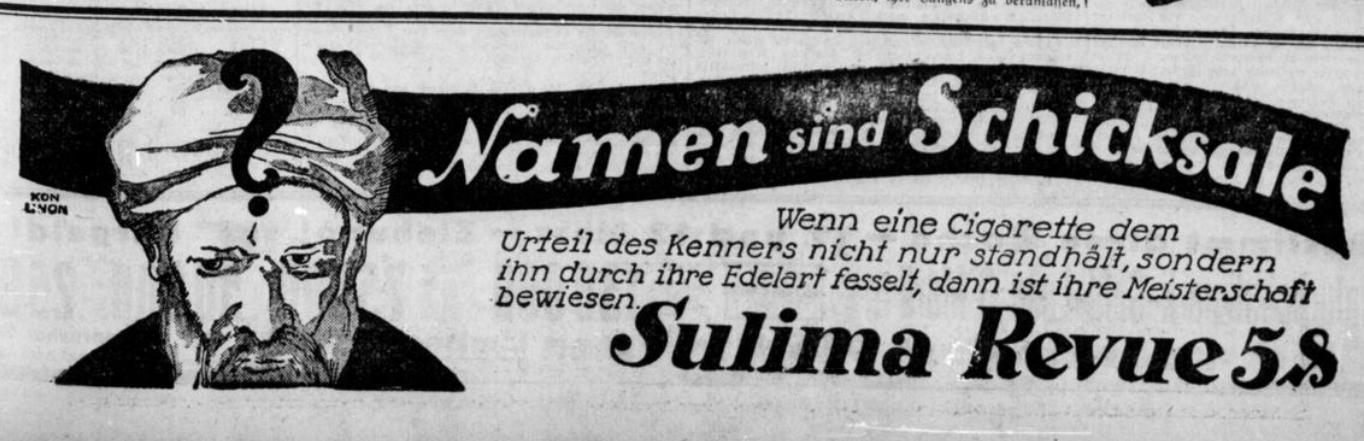 Namen sind Schicksale
KON
LINON
Wenn eine Cigarette dem
Urteil des Kenners nicht nur standhält, sondern
ihn durch ihre Edelart fesselt, dann ist ihre Meisterschaft
bewiesen.
Sulima Revue 5₰